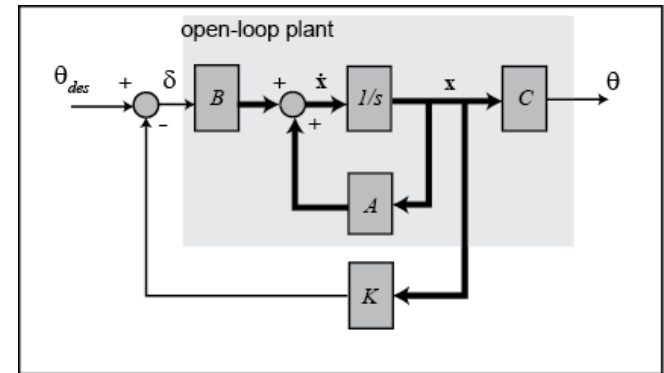 open-loop plant
θdes + δ B + ẋ 1/s x C θ
- +
A
K